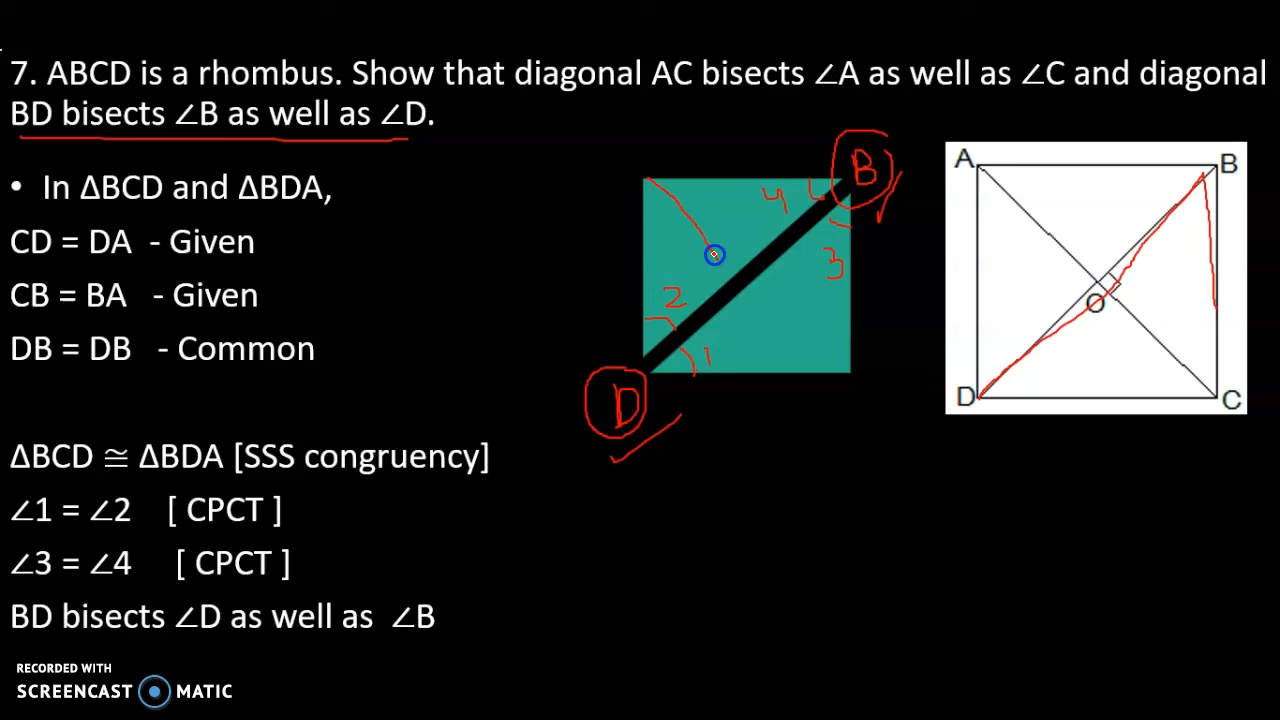 7. ABCD is a rhombus. Show that diagonal AC bisects ∠A as well as ∠C and diagonal
BD bisects ∠B as well as ∠D.
• In ΔBCD and ΔBDA,
CD = DA - Given
CB = BA - Given
DB = DB - Common
ΔBCD ≅ ΔBDA [SSS congruency]
∠1 = ∠2 [ CPCT ]
∠3 = ∠4 [ CPCT ]
BD bisects ∠D as well as ∠B
B
4
3
2
1
D
A
B
O
D
C
RECORDED WITH
SCREENCAST MATIC